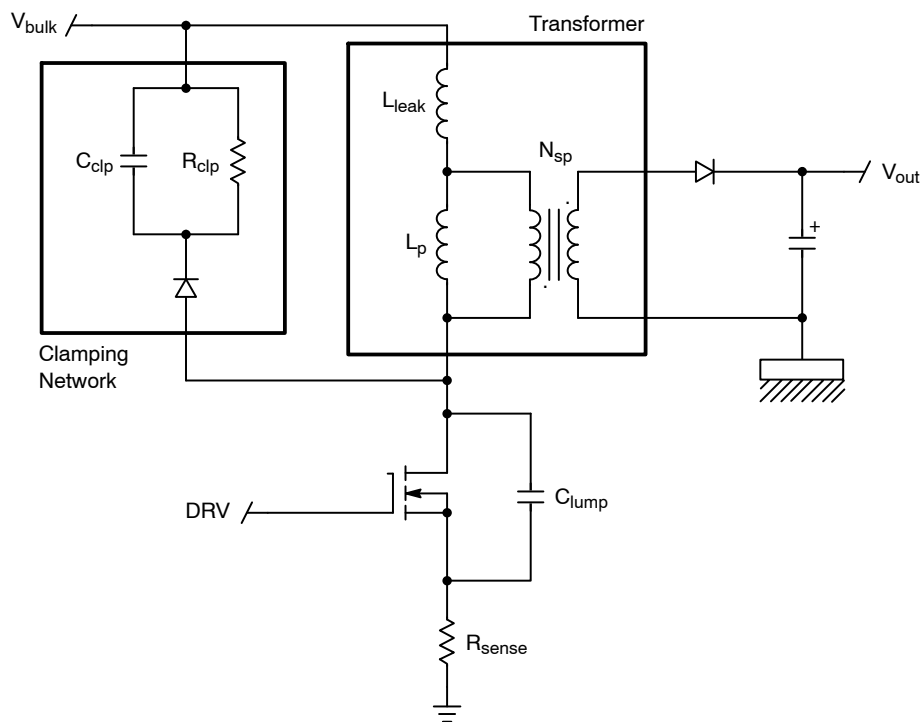 Vbulk
Transformer
Lleak
Nsp
Cclp
Rclp
Vout
Lp
+
Clamping
Network
DRV
Clump
Rsense